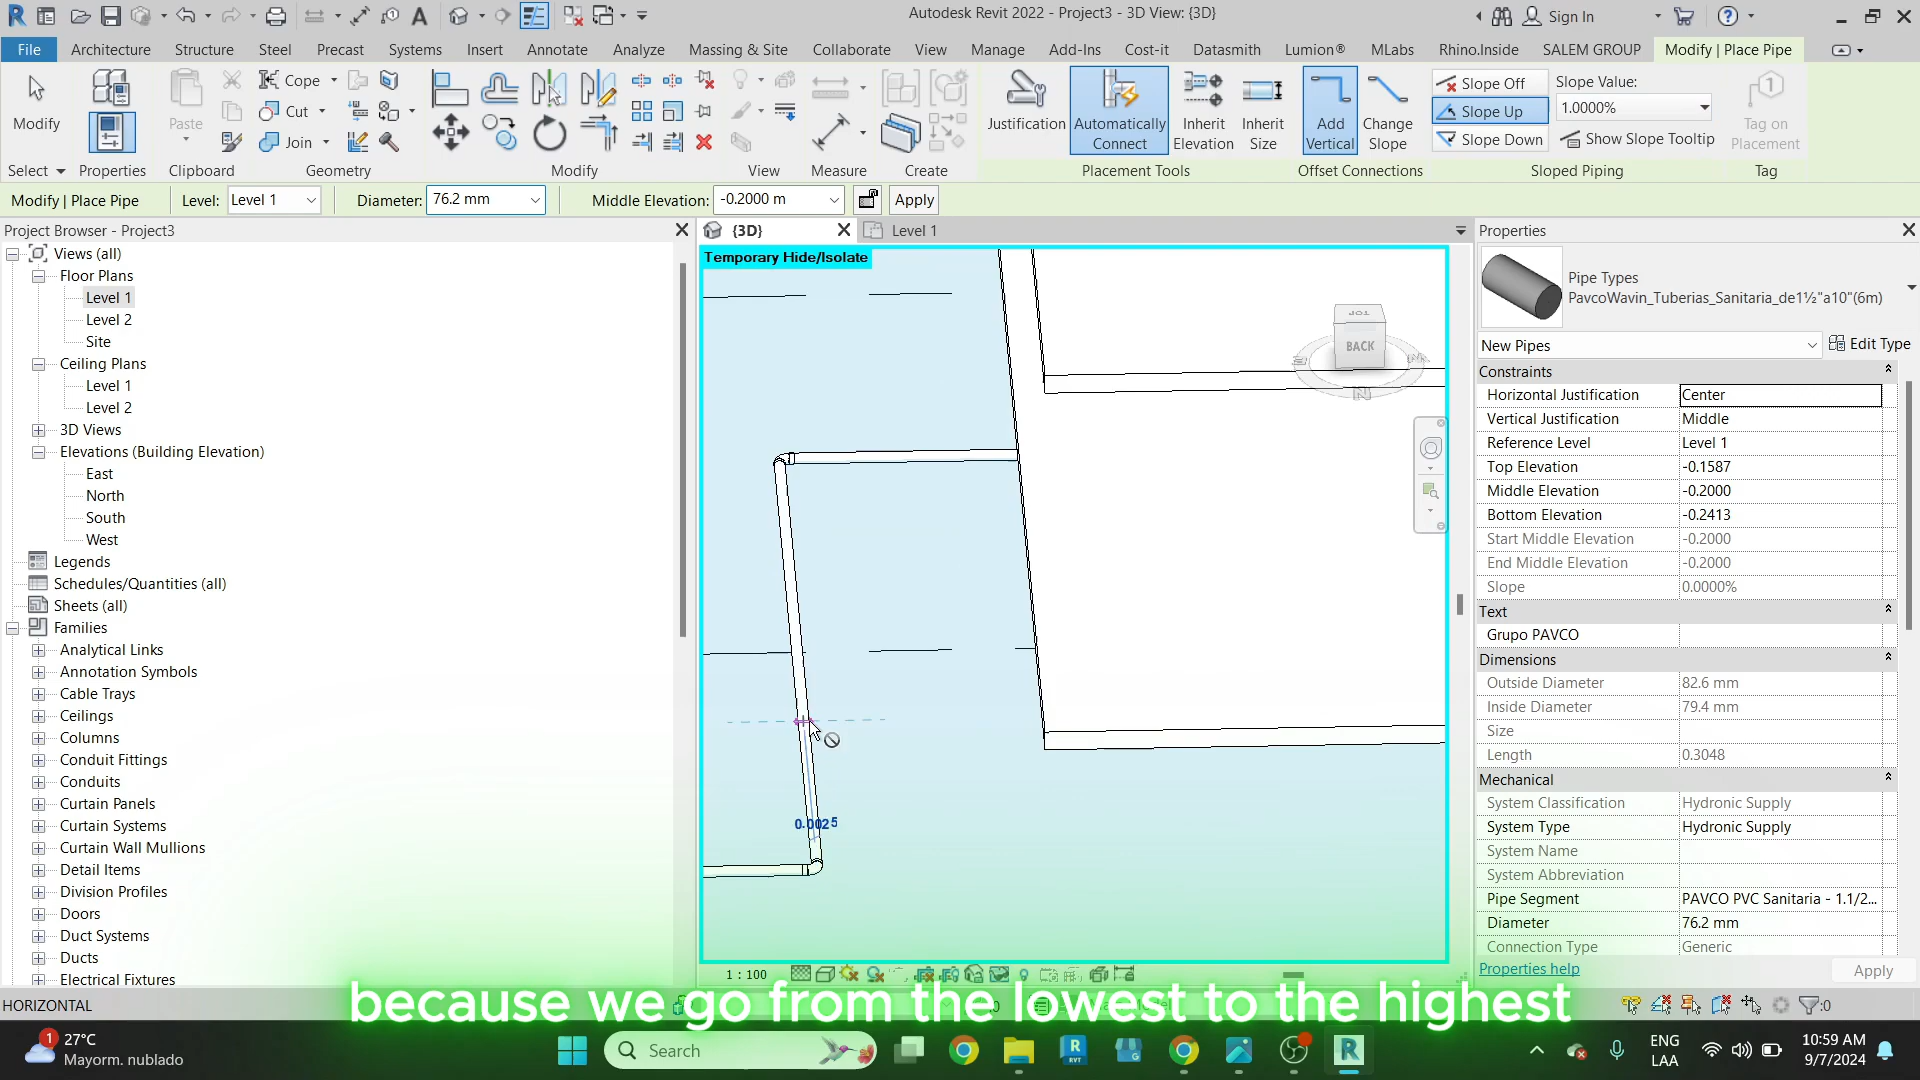 Autodesk Revit 2022 - Project3 - 3D View: {3D}
Sign In
File Architecture Structure Steel Precast Systems Insert Annotate Analyze Massing & Site Collaborate View Manage Add-Ins Cost-it Datasmith Lumion® MLabs Rhino.Inside SALEM GROUP Modify | Place Pipe
Modify
Paste
Cope
Cut
Join
Justification
Automatically Connect
Inherit Elevation
Inherit Size
Add Vertical
Change Slope
Slope Off
Slope Up
Slope Down
Slope Value:
1.0000%
Show Slope Tooltip
Tag on Placement
Select Properties Clipboard Geometry Modify View Measure Create Placement Tools Offset Connections Sloped Piping Tag
Modify | Place Pipe Level: Level 1 Diameter: 76.2 mm Middle Elevation: -0.2000 m Apply
Project Browser - Project3
Views (all)
Floor Plans
Level 1
Level 2
Site
Ceiling Plans
Level 1
Level 2
3D Views
Elevations (Building Elevation)
East
North
South
West
Legends
Schedules/Quantities (all)
Sheets (all)
Families
Analytical Links
Annotation Symbols
Cable Trays
Ceilings
Columns
Conduit Fittings
Conduits
Curtain Panels
Curtain Systems
Curtain Wall Mullions
Detail Items
Division Profiles
Doors
Duct Systems
Ducts
Electrical Fixtures
{3D}
Level 1
Temporary Hide/Isolate
TOP
BACK
N
0.0025
1 : 100
Properties
Pipe Types
PavcoWavin_Tuberias_Sanitaria_de1½"a10"(6m)
New Pipes
Edit Type
Constraints
Horizontal Justification Center
Vertical Justification Middle
Reference Level Level 1
Top Elevation -0.1587
Middle Elevation -0.2000
Bottom Elevation -0.2413
Start Middle Elevation -0.2000
End Middle Elevation -0.2000
Slope 0.0000%
Text
Grupo PAVCO
Dimensions
Outside Diameter 82.6 mm
Inside Diameter 79.4 mm
Size
Length 0.3048
Mechanical
System Classification Hydronic Supply
System Type Hydronic Supply
System Name
System Abbreviation
Pipe Segment PAVCO PVC Sanitaria - 1.1/2...
Diameter 76.2 mm
Connection Type Generic
Properties help
Apply
HORIZONTAL
because we go from the lowest to the highest
:0
:0
1
27°C
Mayorm. nublado
Search
R
RVT
R
ENG
LAA
10:59 AM
9/7/2024